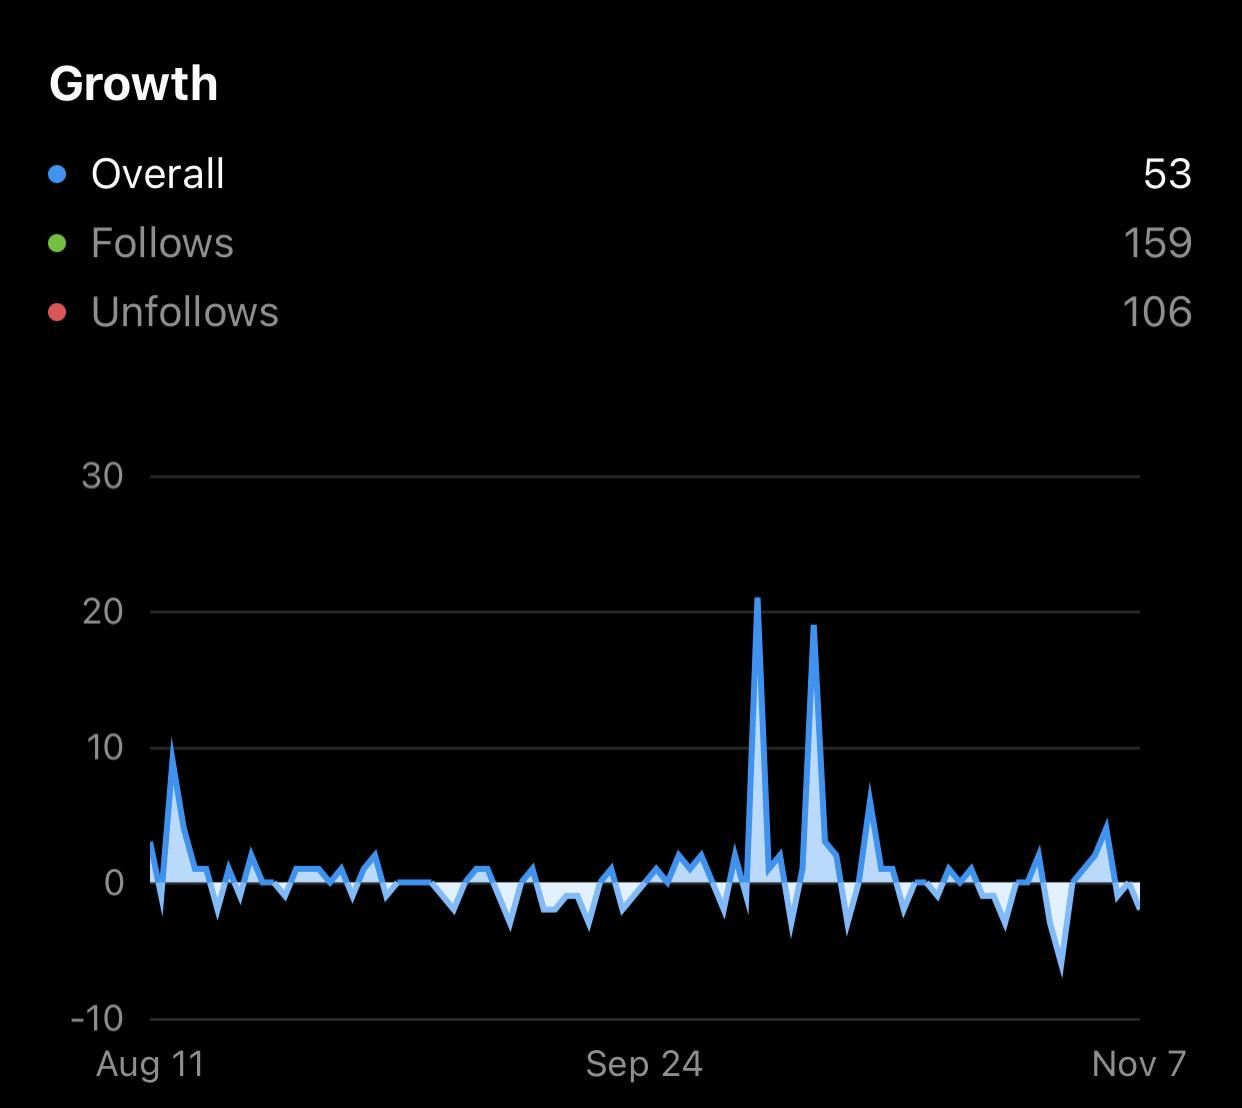 Growth
Overall 53
Follows 159
Unfollows 106
30
20
10
0
-10
Aug 11 Sep 24 Nov 7